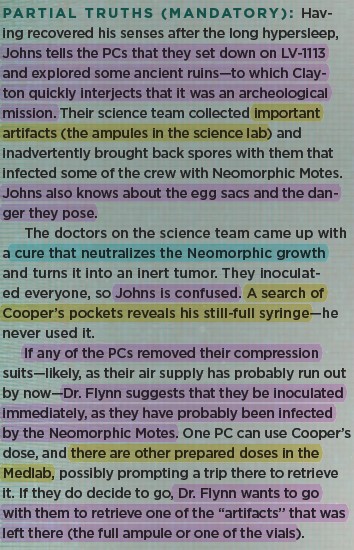 PARTIAL TRUTHS (MANDATORY): Hav-
ing recovered his senses after the long hypersleep,
Johns tells the PCs that they set down on LV-1113
and explored some ancient ruins—to which Clay-
ton quickly interjects that it was an archeological
mission. Their science team collected important
artifacts (the ampules in the science lab) and
inadvertently brought back spores with them that
infected some of the crew with Neomorphic Motes.
Johns also knows about the egg sacs and the dan-
ger they pose.
The doctors on the science team came up with
a cure that neutralizes the Neomorphic growth
and turns it into an inert tumor. They inoculat-
ed everyone, so Johns is confused. A search of
Cooper's pockets reveals his still-full syringe—he
never used it.
If any of the PCs removed their compression
suits—likely, as their air supply has probably run out
by now—Dr. Flynn suggests that they be inoculated
immediately, as they have probably been infected
by the Neomorphic Motes. One PC can use Cooper's
dose, and there are other prepared doses in the
Medlab, possibly prompting a trip there to retrieve
it. If they do decide to go, Dr. Flynn wants to go
with them to retrieve one of the “artifacts” that was
left there (the full ampule or one of the vials).